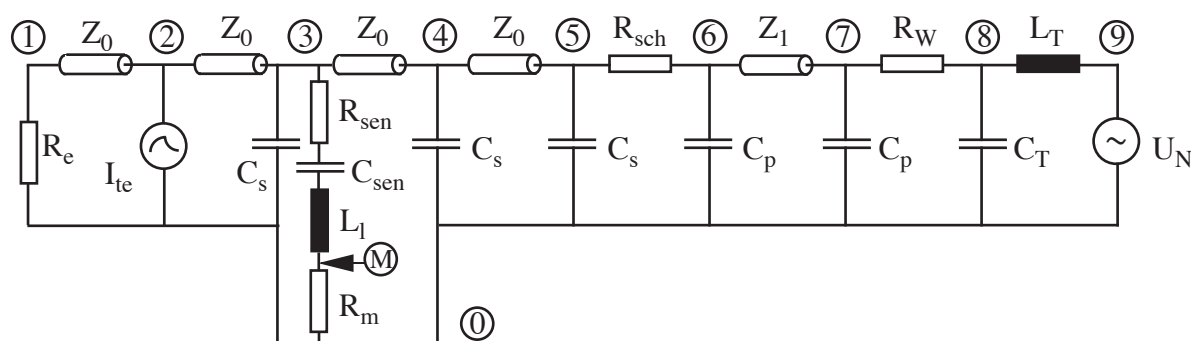 1 Z0 2 Z0 3 Z0 4 Z0 5 Rsch 6 Z1 7 RW 8 LT 9
Re Ite Cs Rsen Csen Cs Cs Cp Cp CT UN
Ll
M
Rm 0